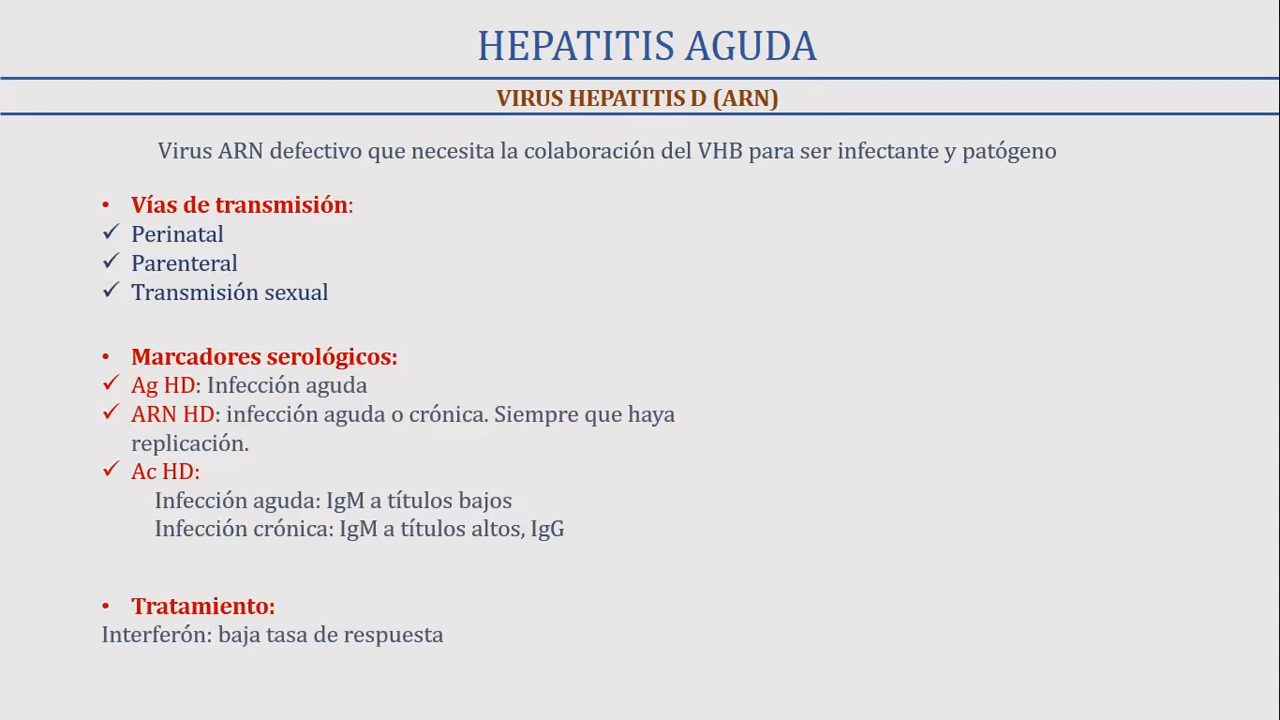 HEPATITIS AGUDA
VIRUS HEPATITIS D (ARN)
Virus ARN defectivo que necesita la colaboración del VHB para ser infectante y patógeno
• Vías de transmisión:
✓ Perinatal
✓ Parenteral
✓ Transmisión sexual
• Marcadores serológicos:
✓ Ag HD: Infección aguda
✓ ARN HD: infección aguda o crónica. Siempre que haya
replicación.
✓ Ac HD:
Infección aguda: IgM a títulos bajos
Infección crónica: IgM a títulos altos, IgG
• Tratamiento:
Interferón: baja tasa de respuesta